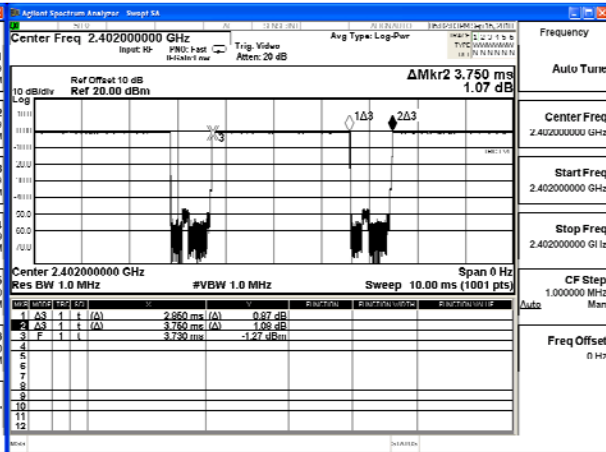 Agilent Spectrum Analyzer - Swept SA
Center Freq 2.402000000 GHz
Input: RF PNO: Fast
Trig. Video
Atten: 20 dB
Avg Type: Log-Pwr
Frequency
Auto Tune
Ref Offset 10 dB
Ref 20.00 dBm
10 dB/div
Log
ΔMkr2 3.750 ms
1.07 dB
1Δ3
2Δ3
3
Center Freq
2.402000000 GHz
Start Freq
2.402000000 GHz
Stop Freq
2.402000000 GHz
CF Step
1.000000 MHz
Auto Man
Freq Offset
0 Hz
Center 2.402000000 GHz
Span 0 Hz
Res BW 1.0 MHz
#VBW 1.0 MHz
Sweep 10.00 ms (1001 pts)
MKR MODE TRC SCL X Y FUNCTION FUNCTION WIDTH FUNCTION VALUE
1 Δ3 1 t (Δ) 2.850 ms (Δ) 0.87 dB
2 Δ3 1 t (Δ) 3.750 ms (Δ) 1.08 dB
3 F 1 t 3.730 ms -1.27 dBm
4
5
6
7
8
9
10
11
12